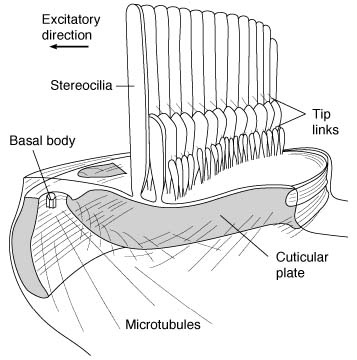 Excitatory
direction
Stereocilia
Tip
links
Basal body
Cuticular
plate
Microtubules